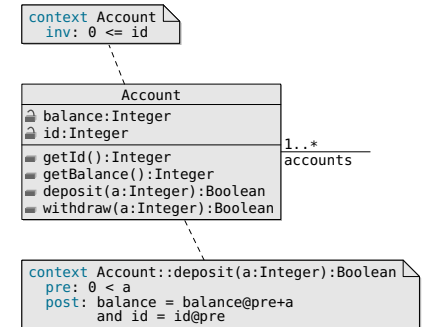 context Account
inv: 0 <= id
Account
balance:Integer
id:Integer
getId():Integer
getBalance():Integer
deposit(a:Integer):Boolean
withdraw(a:Integer):Boolean
1..*
accounts
context Account::deposit(a:Integer):Boolean
pre: 0 < a
post: balance = balance@pre+a
and id = id@pre